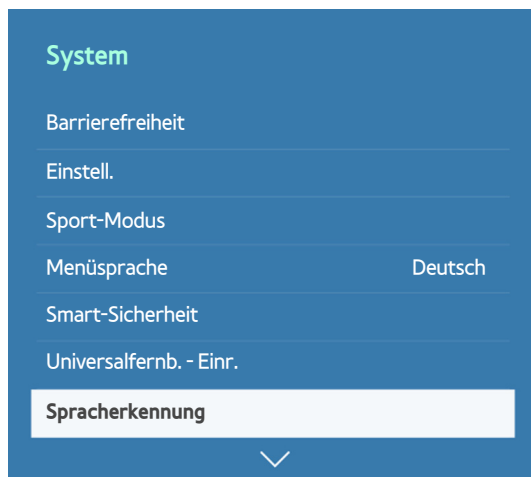 System
Barrierefreiheit
Einstell.
Sport-Modus
Menüsprache Deutsch
Smart-Sicherheit
Universalfernb. - Einr.
Spracherkennung